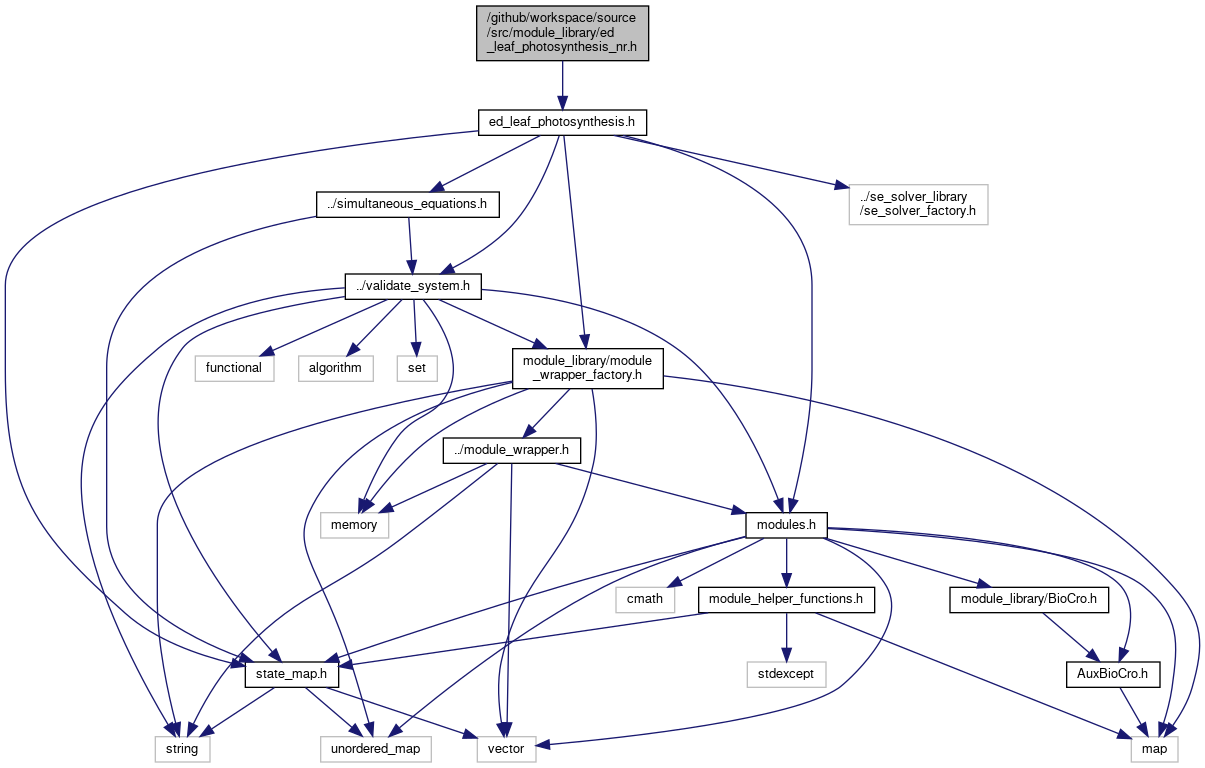 /github/workspace/source
/src/module_library/ed
_leaf_photosynthesis_nr.h
ed_leaf_photosynthesis.h
../simultaneous_equations.h
../se_solver_library
/se_solver_factory.h
../validate_system.h
functional
algorithm
set
module_library/module
_wrapper_factory.h
../module_wrapper.h
memory
modules.h
cmath
module_helper_functions.h
module_library/BioCro.h
state_map.h
stdexcept
AuxBioCro.h
string
unordered_map
vector
map